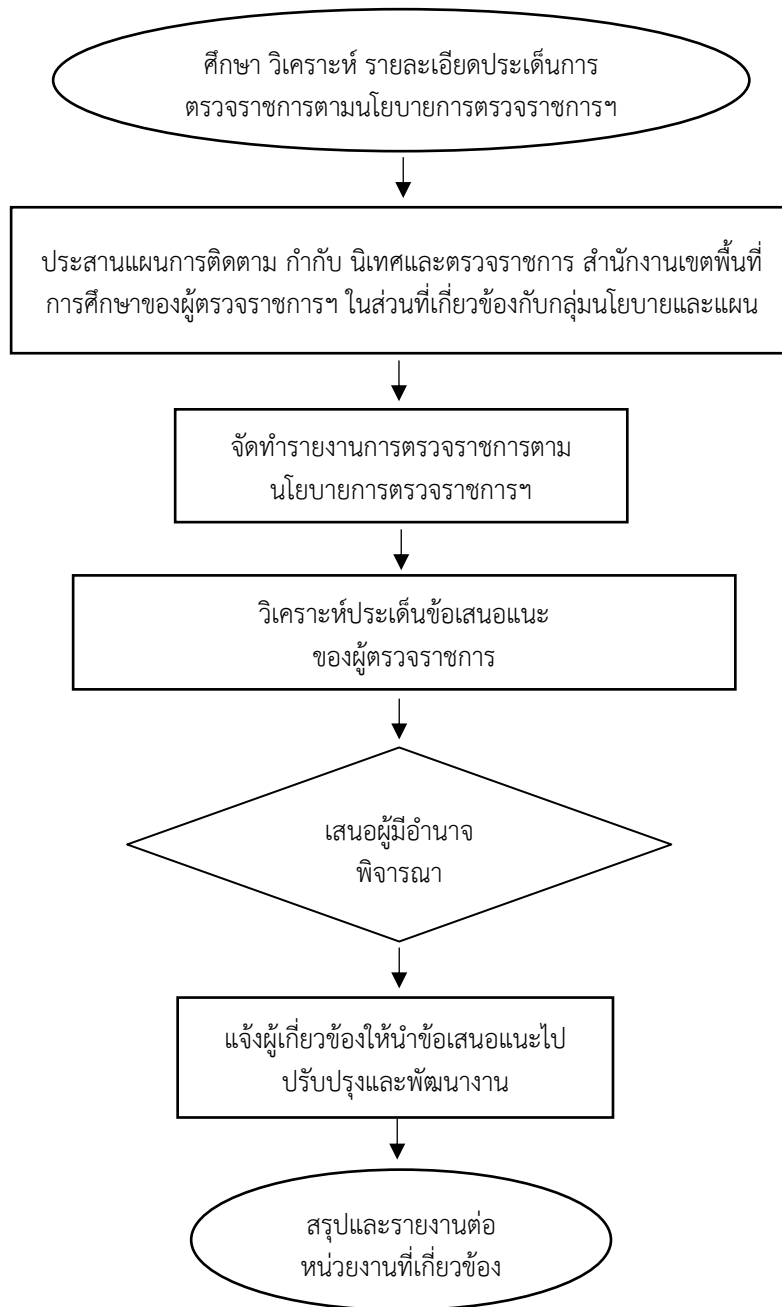 ศึกษา วิเคราะห์ รายละเอียดประเด็นการ
ตรวจราชการตามนโยบายการตรวจราชการฯ
ประสานแผนการติดตาม กำกับ นิเทศและตรวจราชการ สำนักงานเขตพื้นที่
การศึกษาของผู้ตรวจราชการฯ ในส่วนที่เกี่ยวข้องกับกลุ่มนโยบายและแผน
จัดทำรายงานการตรวจราชการตาม
นโยบายการตรวจราชการฯ
วิเคราะห์ประเด็นข้อเสนอแนะ
ของผู้ตรวจราชการ
เสนอผู้มีอำนาจ
พิจารณา
แจ้งผู้เกี่ยวข้องให้นำข้อเสนอแนะไป
ปรับปรุงและพัฒนางาน
สรุปและรายงานต่อ
หน่วยงานที่เกี่ยวข้อง